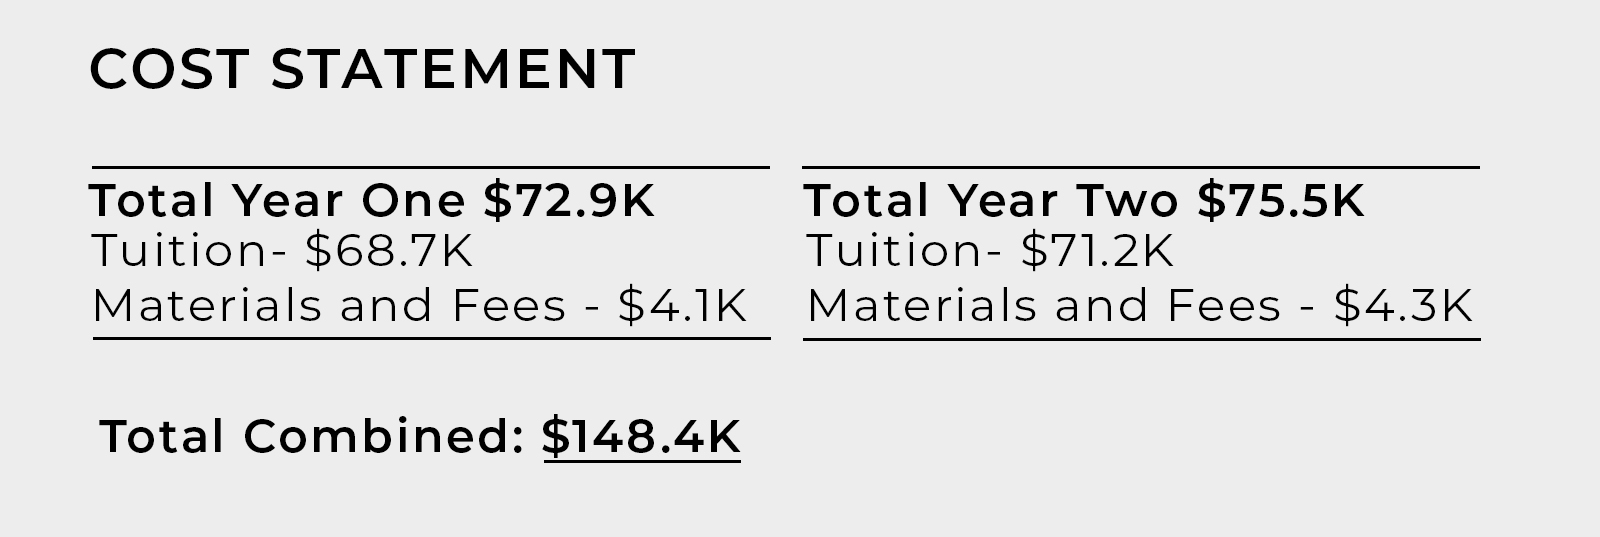 COST STATEMENT
Total Year One $72.9K
Tuition- $68.7K
Materials and Fees - $4.1K
Total Year Two $75.5K
Tuition- $71.2K
Materials and Fees - $4.3K
Total Combined: $148.4K